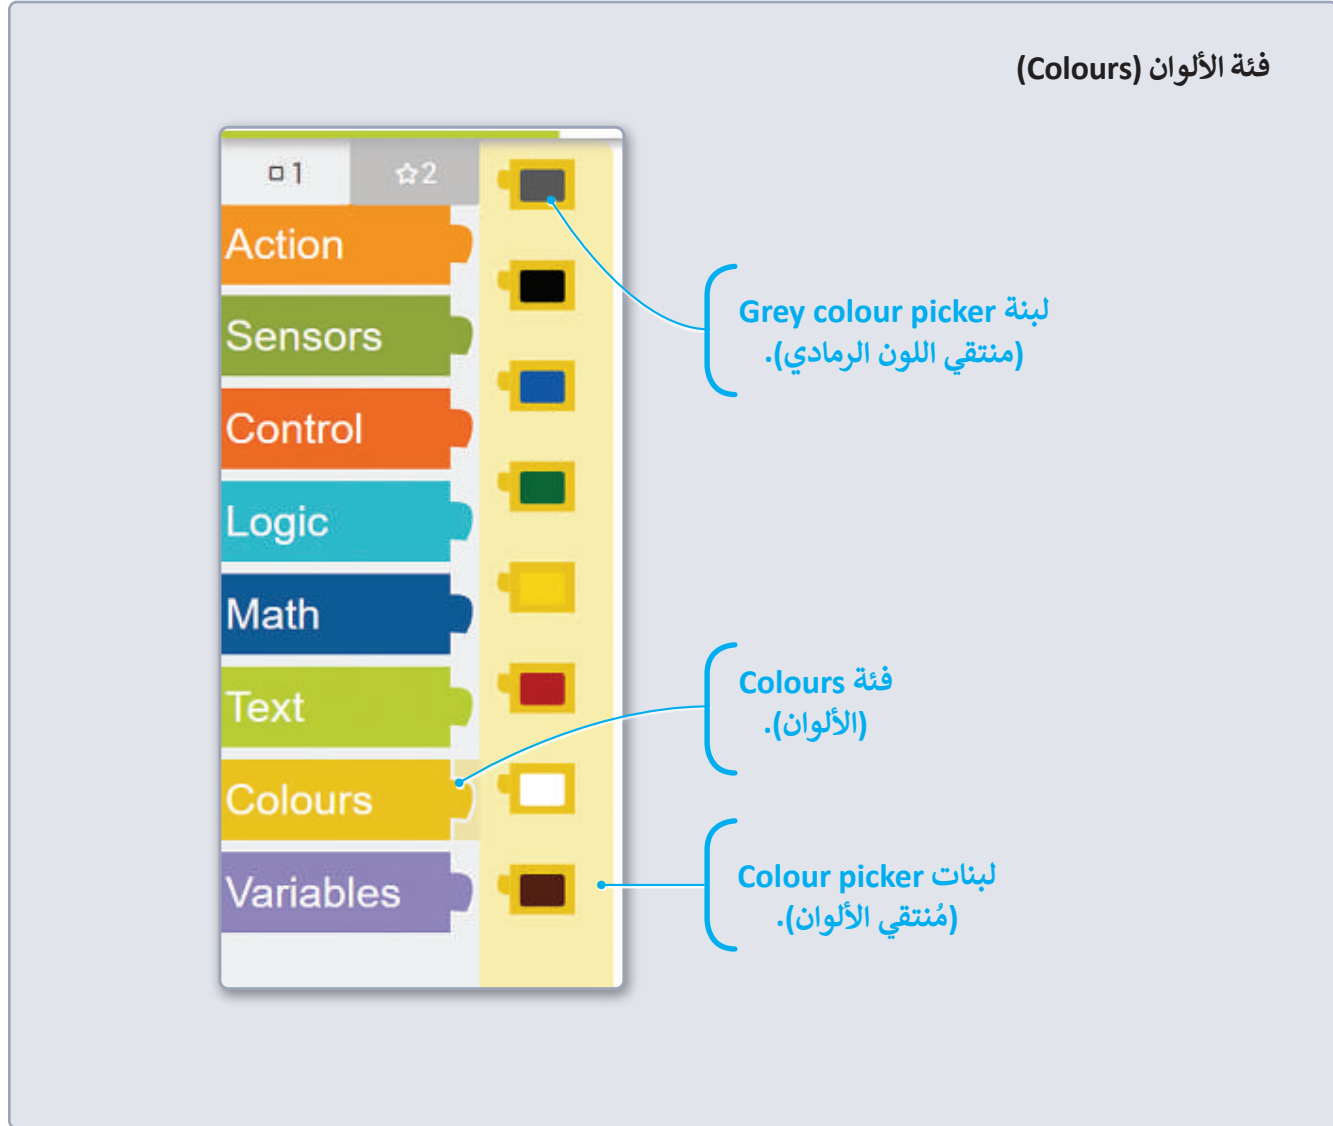 فئة الألوان (Colours)
1
2
Action
Sensors
Control
Logic
Math
Text
Colours
Variables
لبنة Grey colour picker
(منتقي اللون الرمادي).
فئة Colours
(الألوان).
لبنات Colour picker
(مُنتقي الألوان).